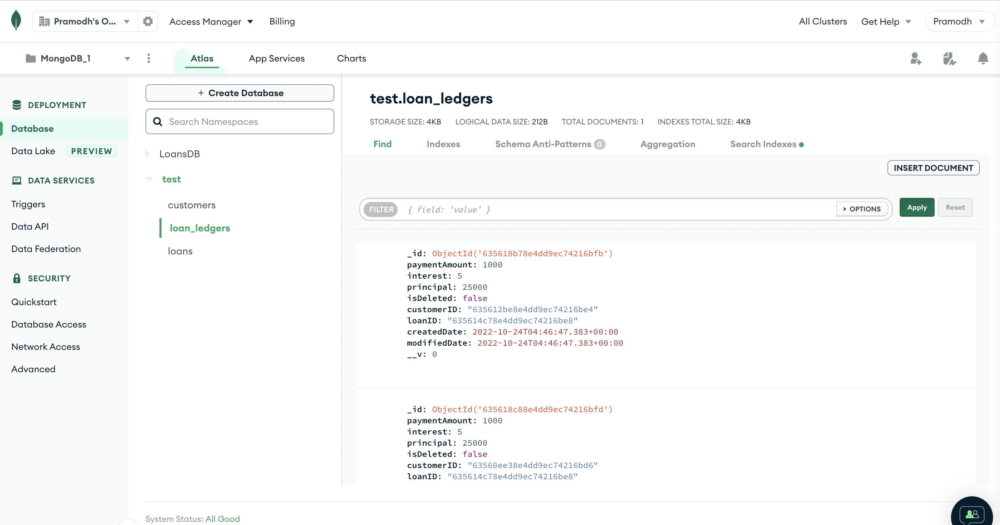 Pramodh's O...
Access Manager
Billing
All Clusters
Get Help
Pramodh
MongoDB_1
Atlas
App Services
Charts
DEPLOYMENT
Database
Data Lake PREVIEW
DATA SERVICES
Triggers
Data API
Data Federation
SECURITY
Quickstart
Database Access
Network Access
Advanced
+ Create Database
Search Namespaces
LoansDB
test
customers
loan_ledgers
loans
test.loan_ledgers
STORAGE SIZE: 4KB LOGICAL DATA SIZE: 212B TOTAL DOCUMENTS: 1 INDEXES TOTAL SIZE: 4KB
Find Indexes Schema Anti-Patterns 0 Aggregation Search Indexes
INSERT DOCUMENT
FILTER { field: 'value' } OPTIONS Apply Reset
_id: ObjectId('635618b78e4dd9ec74216bfb')
paymentAmount: 1000
interest: 5
principal: 25000
isDeleted: false
customerID: "635612be8e4dd9ec74216be4"
loanID: "635614c78e4dd9ec74216be8"
createdDate: 2022-10-24T04:46:47.383+00:00
modifiedDate: 2022-10-24T04:46:47.383+00:00
__v: 0
_id: ObjectId('635618c88e4dd9ec74216bfd')
paymentAmount: 1000
interest: 5
principal: 25000
isDeleted: false
customerID: "63560ee38e4dd9ec74216bd6"
loanID: "635614c78e4dd9ec74216be8"
System Status: All Good